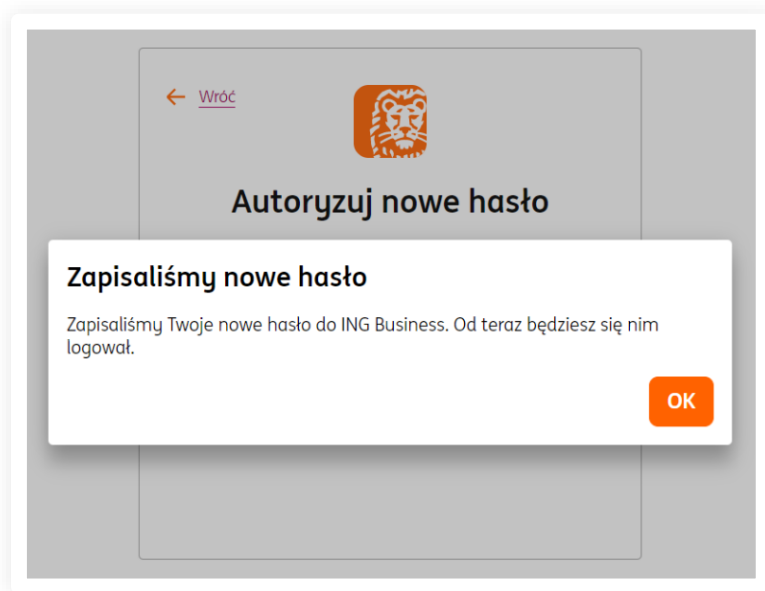 Wróć
Autoryzuj nowe hasło
Zapisaliśmy nowe hasło
Zapisaliśmy Twoje nowe hasło do ING Business. Od teraz będziesz się nim
logował.
OK